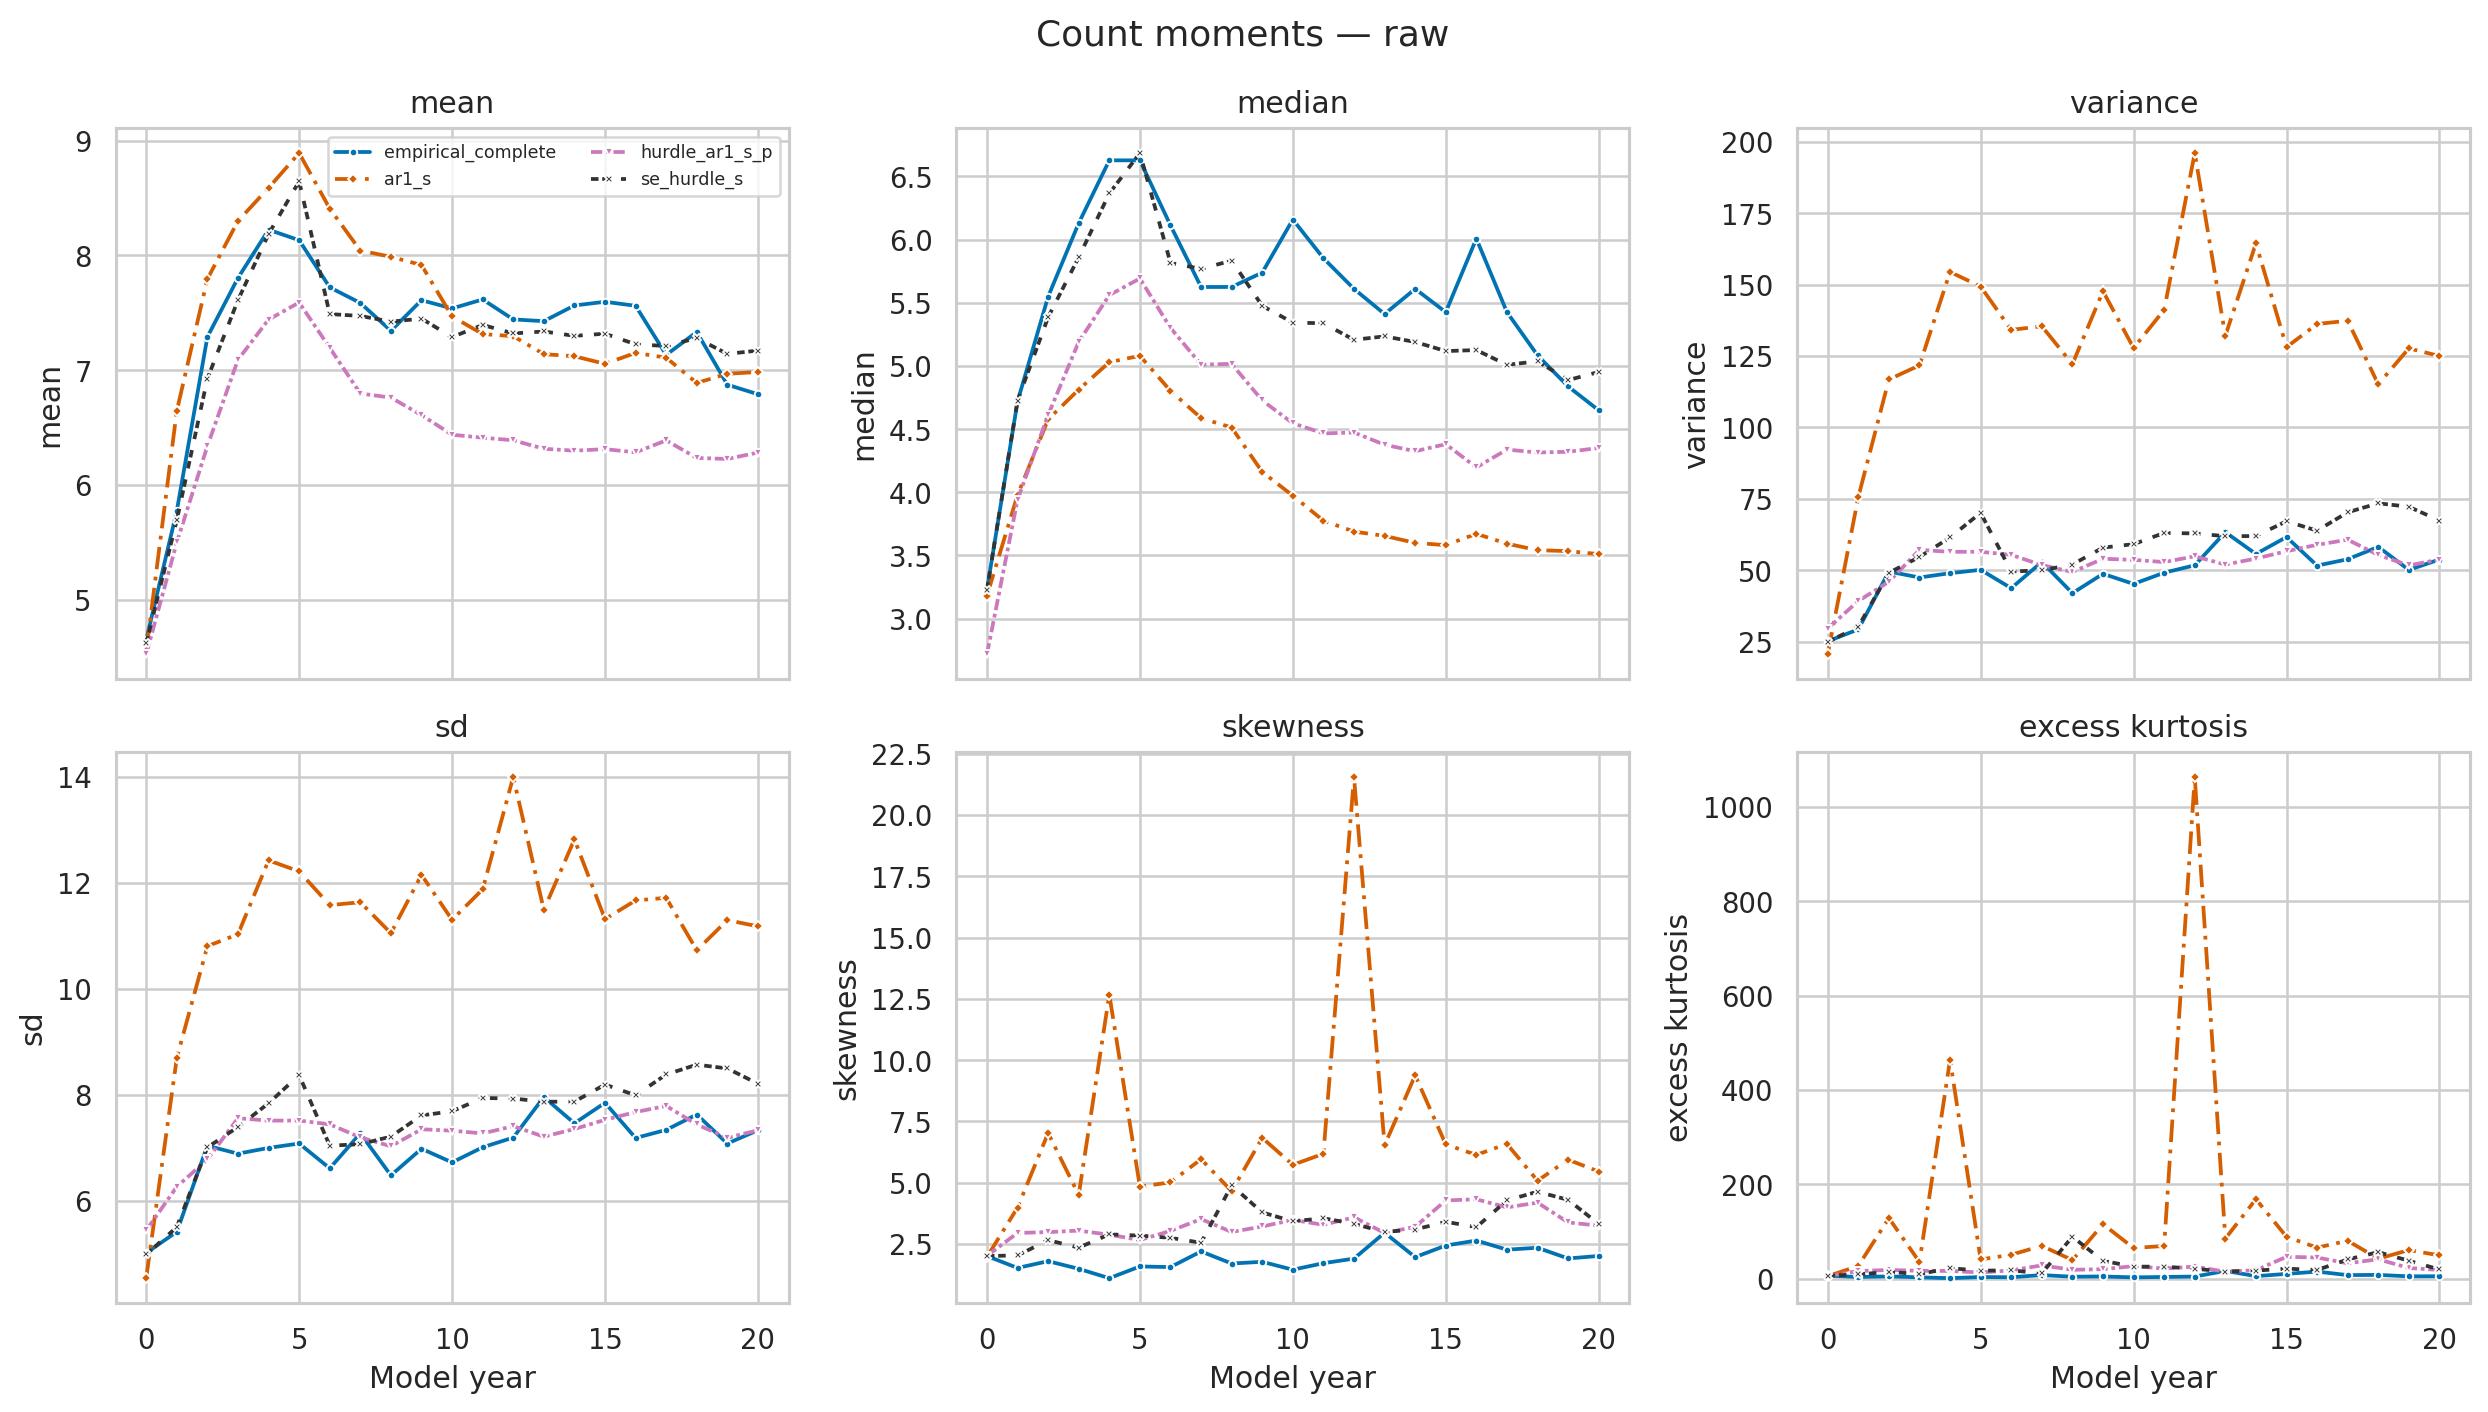 Count moments — raw
mean
median
variance
empirical_complete
ar1_s
hurdle_ar1_s_p
se_hurdle_s
mean
9
8
7
6
5
median
6.5
6.0
5.5
5.0
4.5
4.0
3.5
3.0
variance
200
175
150
125
100
75
50
25
sd
skewness
excess kurtosis
sd
14
12
10
8
6
0
5
10
15
20
Model year
skewness
22.5
20.0
17.5
15.0
12.5
10.0
7.5
5.0
2.5
0
5
10
15
20
Model year
excess kurtosis
1000
800
600
400
200
0
0
5
10
15
20
Model year